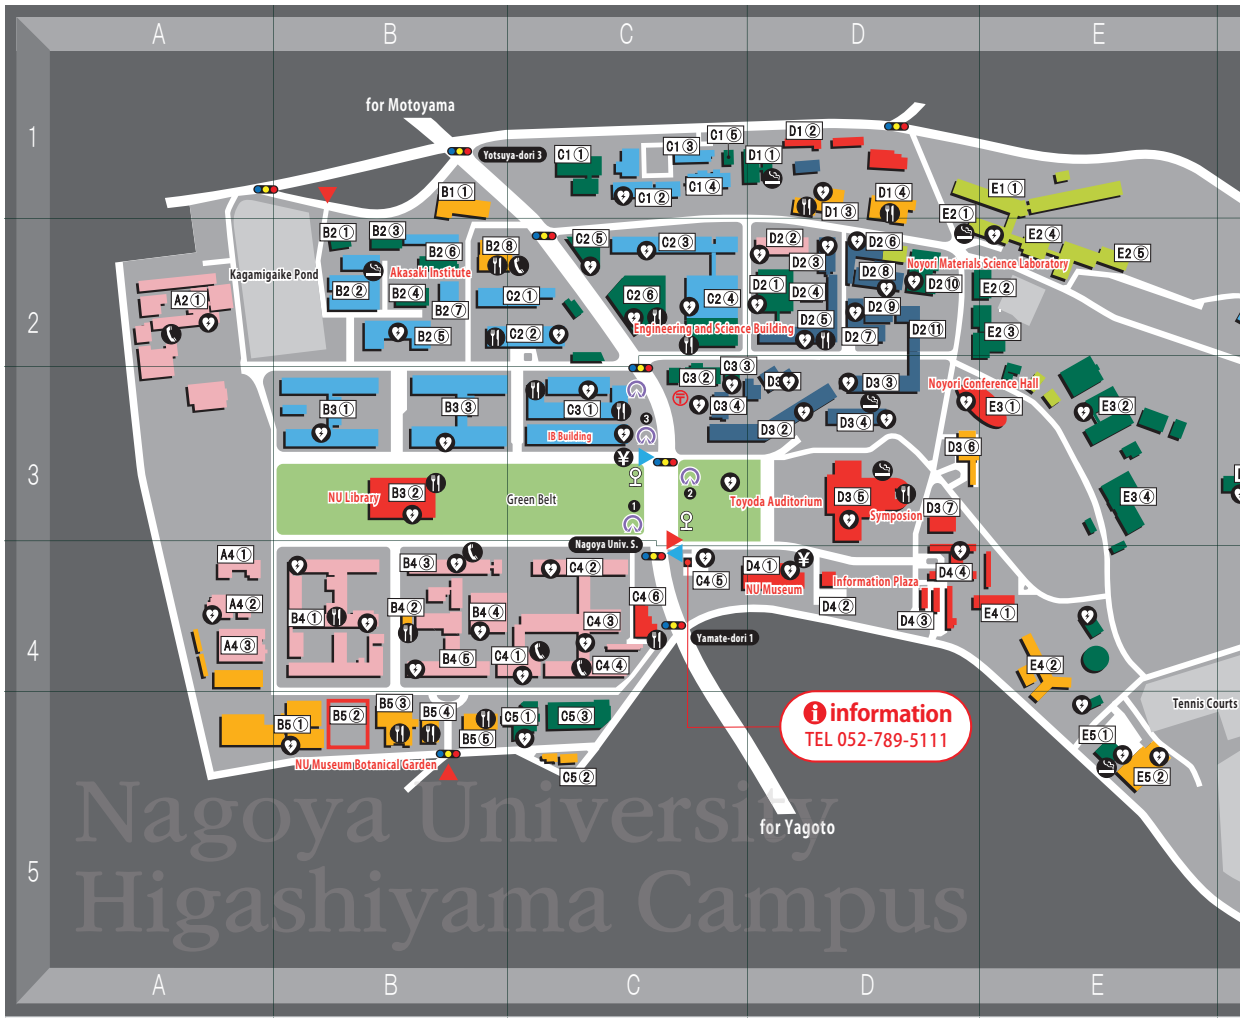 A B C D E
1
for Motoyama
Yotsuya-dori 3
C1⑤
D1②
C1①
C1③
D1①
C1④
C1②
B1①
D1③
D1④
E1①
E2①
B2①
B2③
B2⑥
B2⑧
C2⑤
C2③
D2②
D2③
D2⑥
E2④
E2⑤
Kagamigaike Pond
Akasaki Institute
Noyori Materials Science Laboratory
D2⑧
D2⑩
B2②
B2④
B2⑦
C2①
C2⑥
C2④
D2①
D2④
E2②
A2①
D2⑨
2
B2⑤
C2②
Engineering and Science Building
D2⑤
D2⑦
D2⑪
E2③
C3②
C3③
D3③
Noyori Conference Hall
B3①
B3③
C3①
C3④
E3①
E3②
IB Building
3
D3②
D3④
¥
D3⑥
3
NU Library
B3②
Green Belt
2
Toyoda Auditorium
D3⑤
Symposion
E3④
1
D3⑦
Nagoya Univ. S.
A4①
B4③
C4②
C4⑤
D4①
¥
D4④
NU Museum
Information Plaza
A4②
B4①
B4②
B4④
C4⑥
D4②
D4③
E4①
C4③
Yamate-dori 1
A4③
B4⑤
C4①
C4④
4
E4②
B5①
B5②
B5③
B5④
C5①
C5③
information
TEL 052-789-5111
Tennis Courts
B5⑤
E5①
E5②
NU Museum Botanical Garden
C5②
Nagoya University
for Yagoto
5
Higashiyama Campus
A B C D E